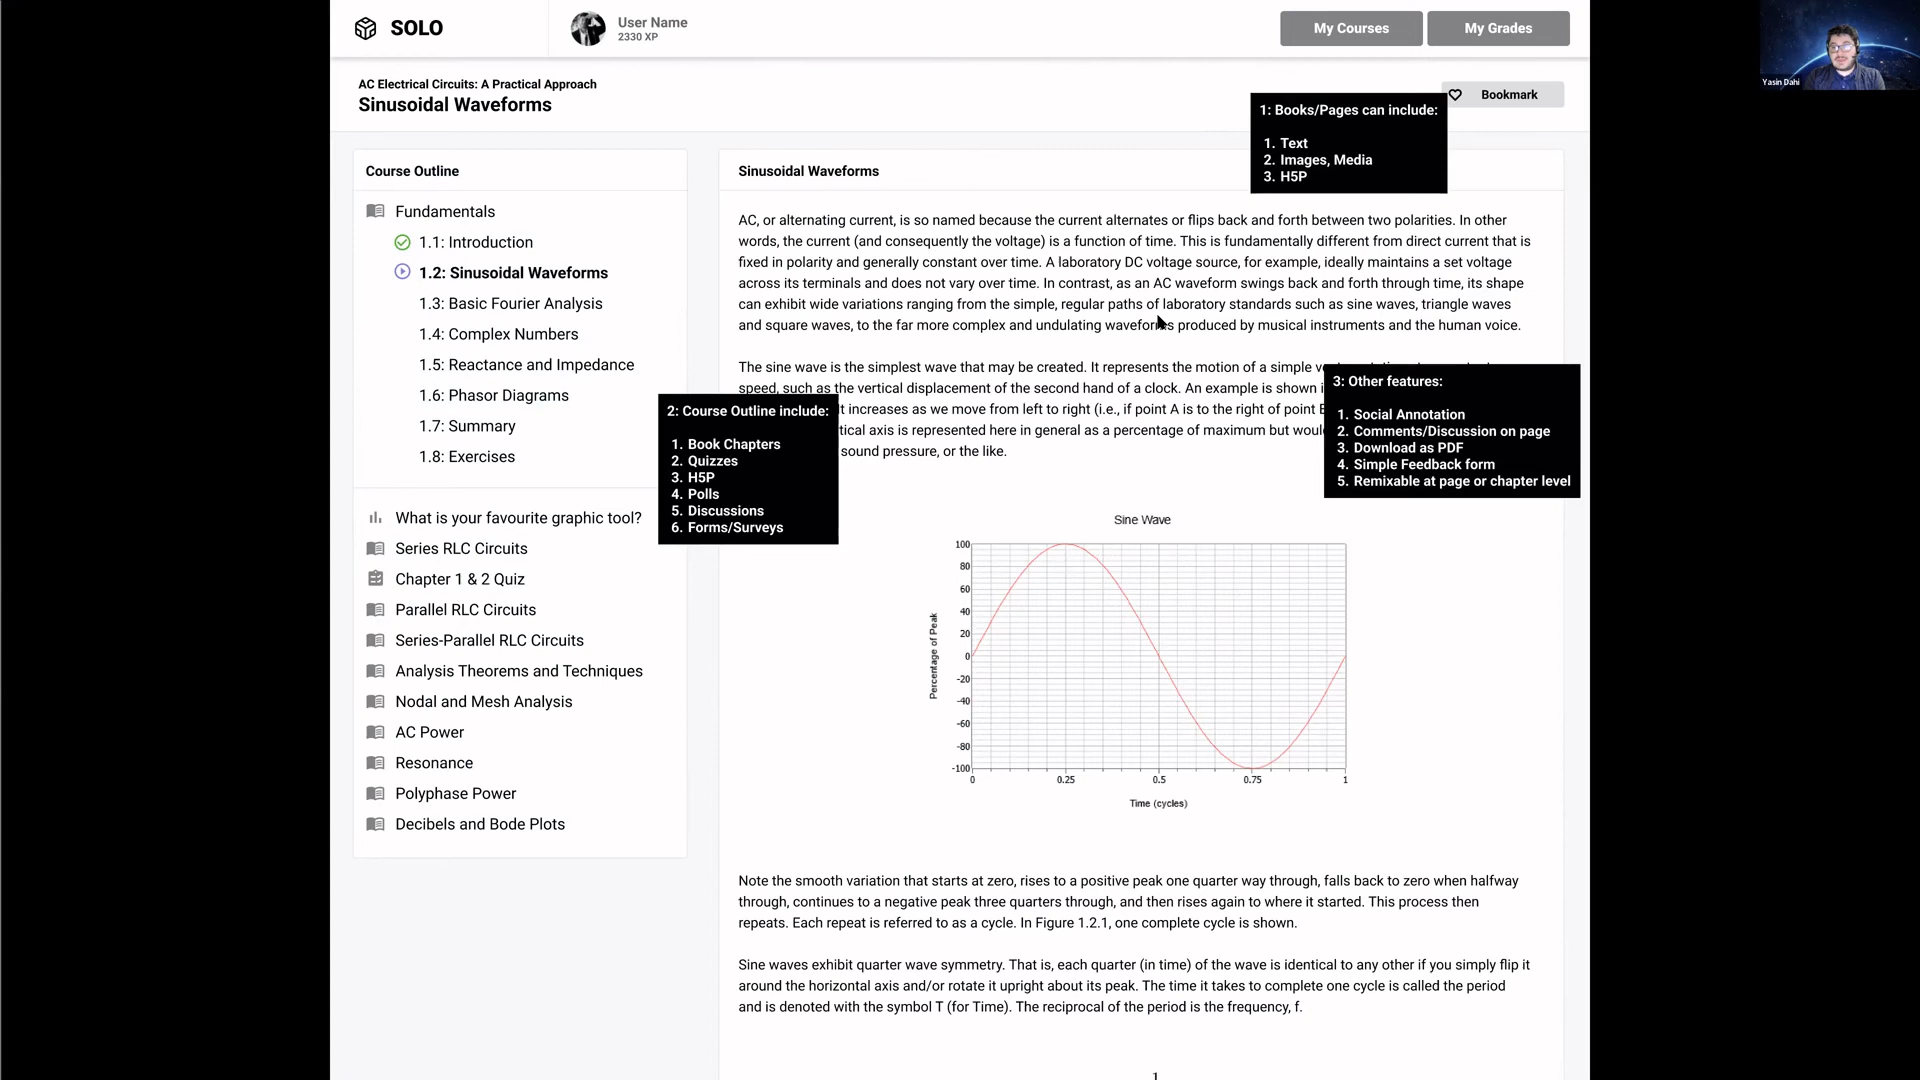 SOLO
User Name
2330 XP
My Courses
My Grades
Yasin Dahi
AC Electrical Circuits: A Practical Approach
Sinusoidal Waveforms
Bookmark
1: Books/Pages can include:
1. Text
2. Images, Media
3. H5P
Course Outline
Fundamentals
1.1: Introduction
1.2: Sinusoidal Waveforms
1.3: Basic Fourier Analysis
1.4: Complex Numbers
1.5: Reactance and Impedance
1.6: Phasor Diagrams
1.7: Summary
1.8: Exercises
What is your favourite graphic tool?
Series RLC Circuits
Chapter 1 & 2 Quiz
Parallel RLC Circuits
Series-Parallel RLC Circuits
Analysis Theorems and Techniques
Nodal and Mesh Analysis
AC Power
Resonance
Polyphase Power
Decibels and Bode Plots
2: Course Outline include:
1. Book Chapters
2. Quizzes
3. H5P
4. Polls
5. Discussions
6. Forms/Surveys
Sinusoidal Waveforms
AC, or alternating current, is so named because the current alternates or flips back and forth between two polarities. In other
words, the current (and consequently the voltage) is a function of time. This is fundamentally different from direct current that is
fixed in polarity and generally constant over time. A laboratory DC voltage source, for example, ideally maintains a set voltage
across its terminals and does not vary over time. In contrast, as an AC waveform swings back and forth through time, its shape
can exhibit wide variations ranging from the simple, regular paths of laboratory standards such as sine waves, triangle waves
and square waves, to the far more complex and undulating waveforms produced by musical instruments and the human voice.
The sine wave is the simplest wave that may be created. It represents the motion of a simple
speed, such as the vertical displacement of the second hand of a clock. An example is shown
It increases as we move from left to right (i.e., if point A is to the right of point
axis is represented here in general as a percentage of maximum but
sound pressure, or the like.
3: Other features:
1. Social Annotation
2. Comments/Discussion on page
3. Download as PDF
4. Simple Feedback form
5. Remixable at page or chapter level
Sine Wave
Percentage of Peak
100
80
60
40
20
0
-20
-40
-60
-80
-100
0 0.25 0.5 0.75 1
Time (cycles)
Note the smooth variation that starts at zero, rises to a positive peak one quarter way through, falls back to zero when halfway
through, continues to a negative peak three quarters through, and then rises again to where it started. This process then
repeats. Each repeat is referred to as a cycle. In Figure 1.2.1, one complete cycle is shown.
Sine waves exhibit quarter wave symmetry. That is, each quarter (in time) of the wave is identical to any other if you simply flip it
around the horizontal axis and/or rotate it upright about its peak. The time it takes to complete one cycle is called the period
and is denoted with the symbol T (for Time). The reciprocal of the period is the frequency, f.